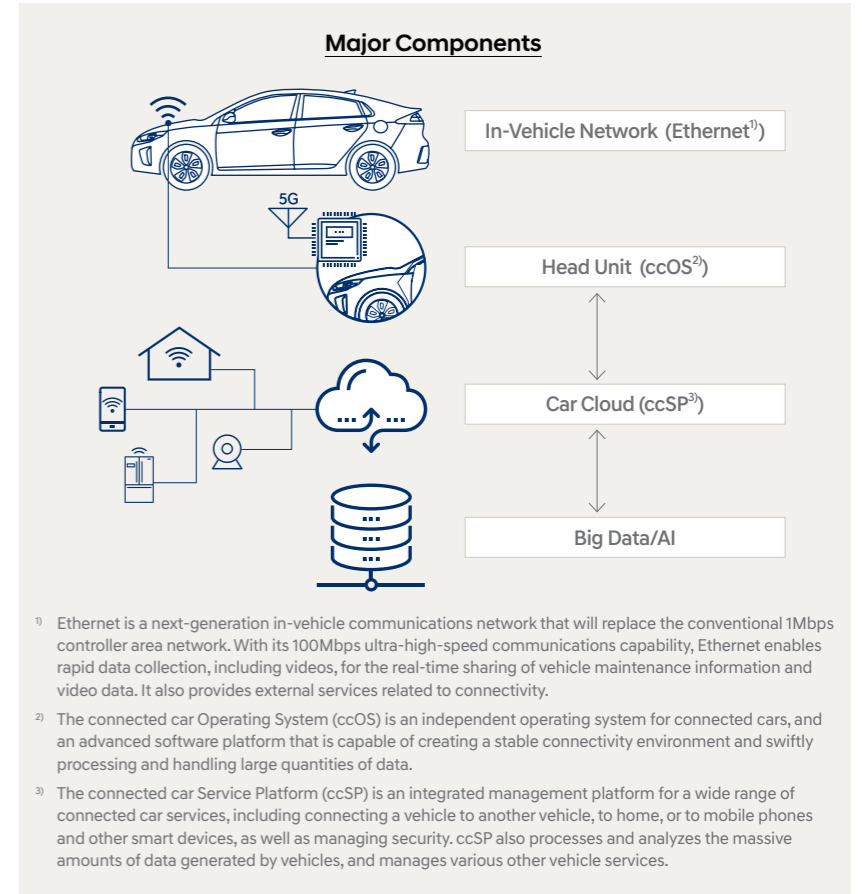 Major Components
In-Vehicle Network (Ethernet¹⁾)
5G
Head Unit (ccOS²⁾)
Car Cloud (ccSP³⁾)
Big Data/AI
¹⁾ Ethernet is a next-generation in-vehicle communications network that will replace the conventional 1Mbps
controller area network. With its 100Mbps ultra-high-speed communications capability, Ethernet enables
rapid data collection, including videos, for the real-time sharing of vehicle maintenance information and
video data. It also provides external services related to connectivity.
²⁾ The connected car Operating System (ccOS) is an independent operating system for connected cars, and
an advanced software platform that is capable of creating a stable connectivity environment and swiftly
processing and handling large quantities of data.
³⁾ The connected car Service Platform (ccSP) is an integrated management platform for a wide range of
connected car services, including connecting a vehicle to another vehicle, to home, or to mobile phones
and other smart devices, as well as managing security. ccSP also processes and analyzes the massive
amounts of data generated by vehicles, and manages various other vehicle services.